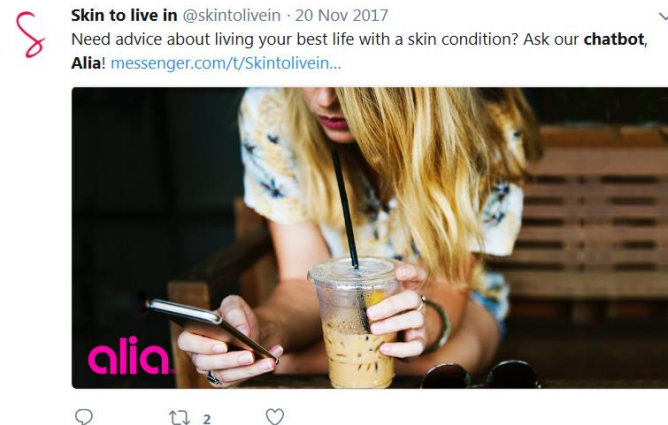 Skin to live in @skintolivein · 20 Nov 2017
Need advice about living your best life with a skin condition? Ask our chatbot,
Alia! messenger.com/t/Skintolivein...
alia
2